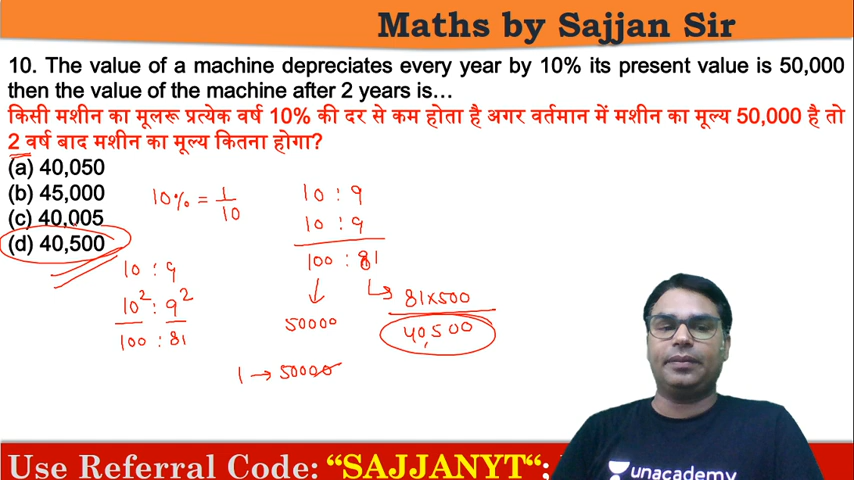 Maths by Sajjan Sir
10. The value of a machine depreciates every year by 10% its present value is 50,000
then the value of the machine after 2 years is…
किसी मशीन का मूलरू प्रत्येक वर्ष 10% की दर से कम होता है अगर वर्तमान में मशीन का मूल्य 50,000 है तो
2 वर्ष बाद मशीन का मूल्य कितना होगा?
(a) 40,050
(b) 45,000
(c) 40,005
(d) 40,500
10% = 1/10
10 : 9
10 : 9
100 : 81
50000
81×500
40,500
10 : 9
10² : 9²
100 : 81
1 → 50000
unacademy
Use Referral Code: “SAJJANYT“;